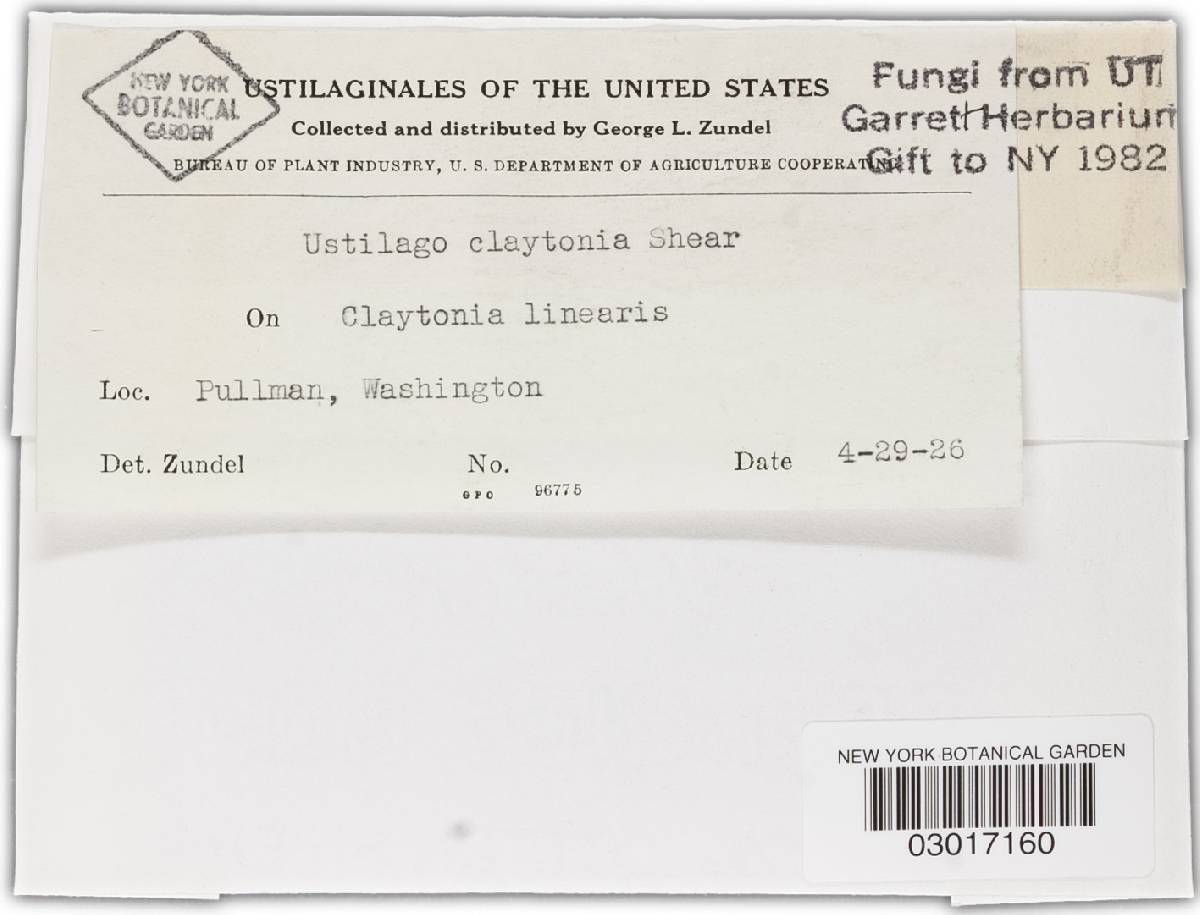 NEW YORK
BOTANICAL
GARDEN
USTILAGINALES OF THE UNITED STATES
Collected and distributed by George L. Zundel
BUREAU OF PLANT INDUSTRY, U. S. DEPARTMENT OF AGRICULTURE COOPERATING
Fungi from UT
Garrett Herbarium
Gift to NY 1982
Ustilago claytonia Shear
On Claytonia linearis
Loc. Pullman, Washington
Det. Zundel No. Date 4-29-26
GPO 96775
NEW YORK BOTANICAL GARDEN
03017160